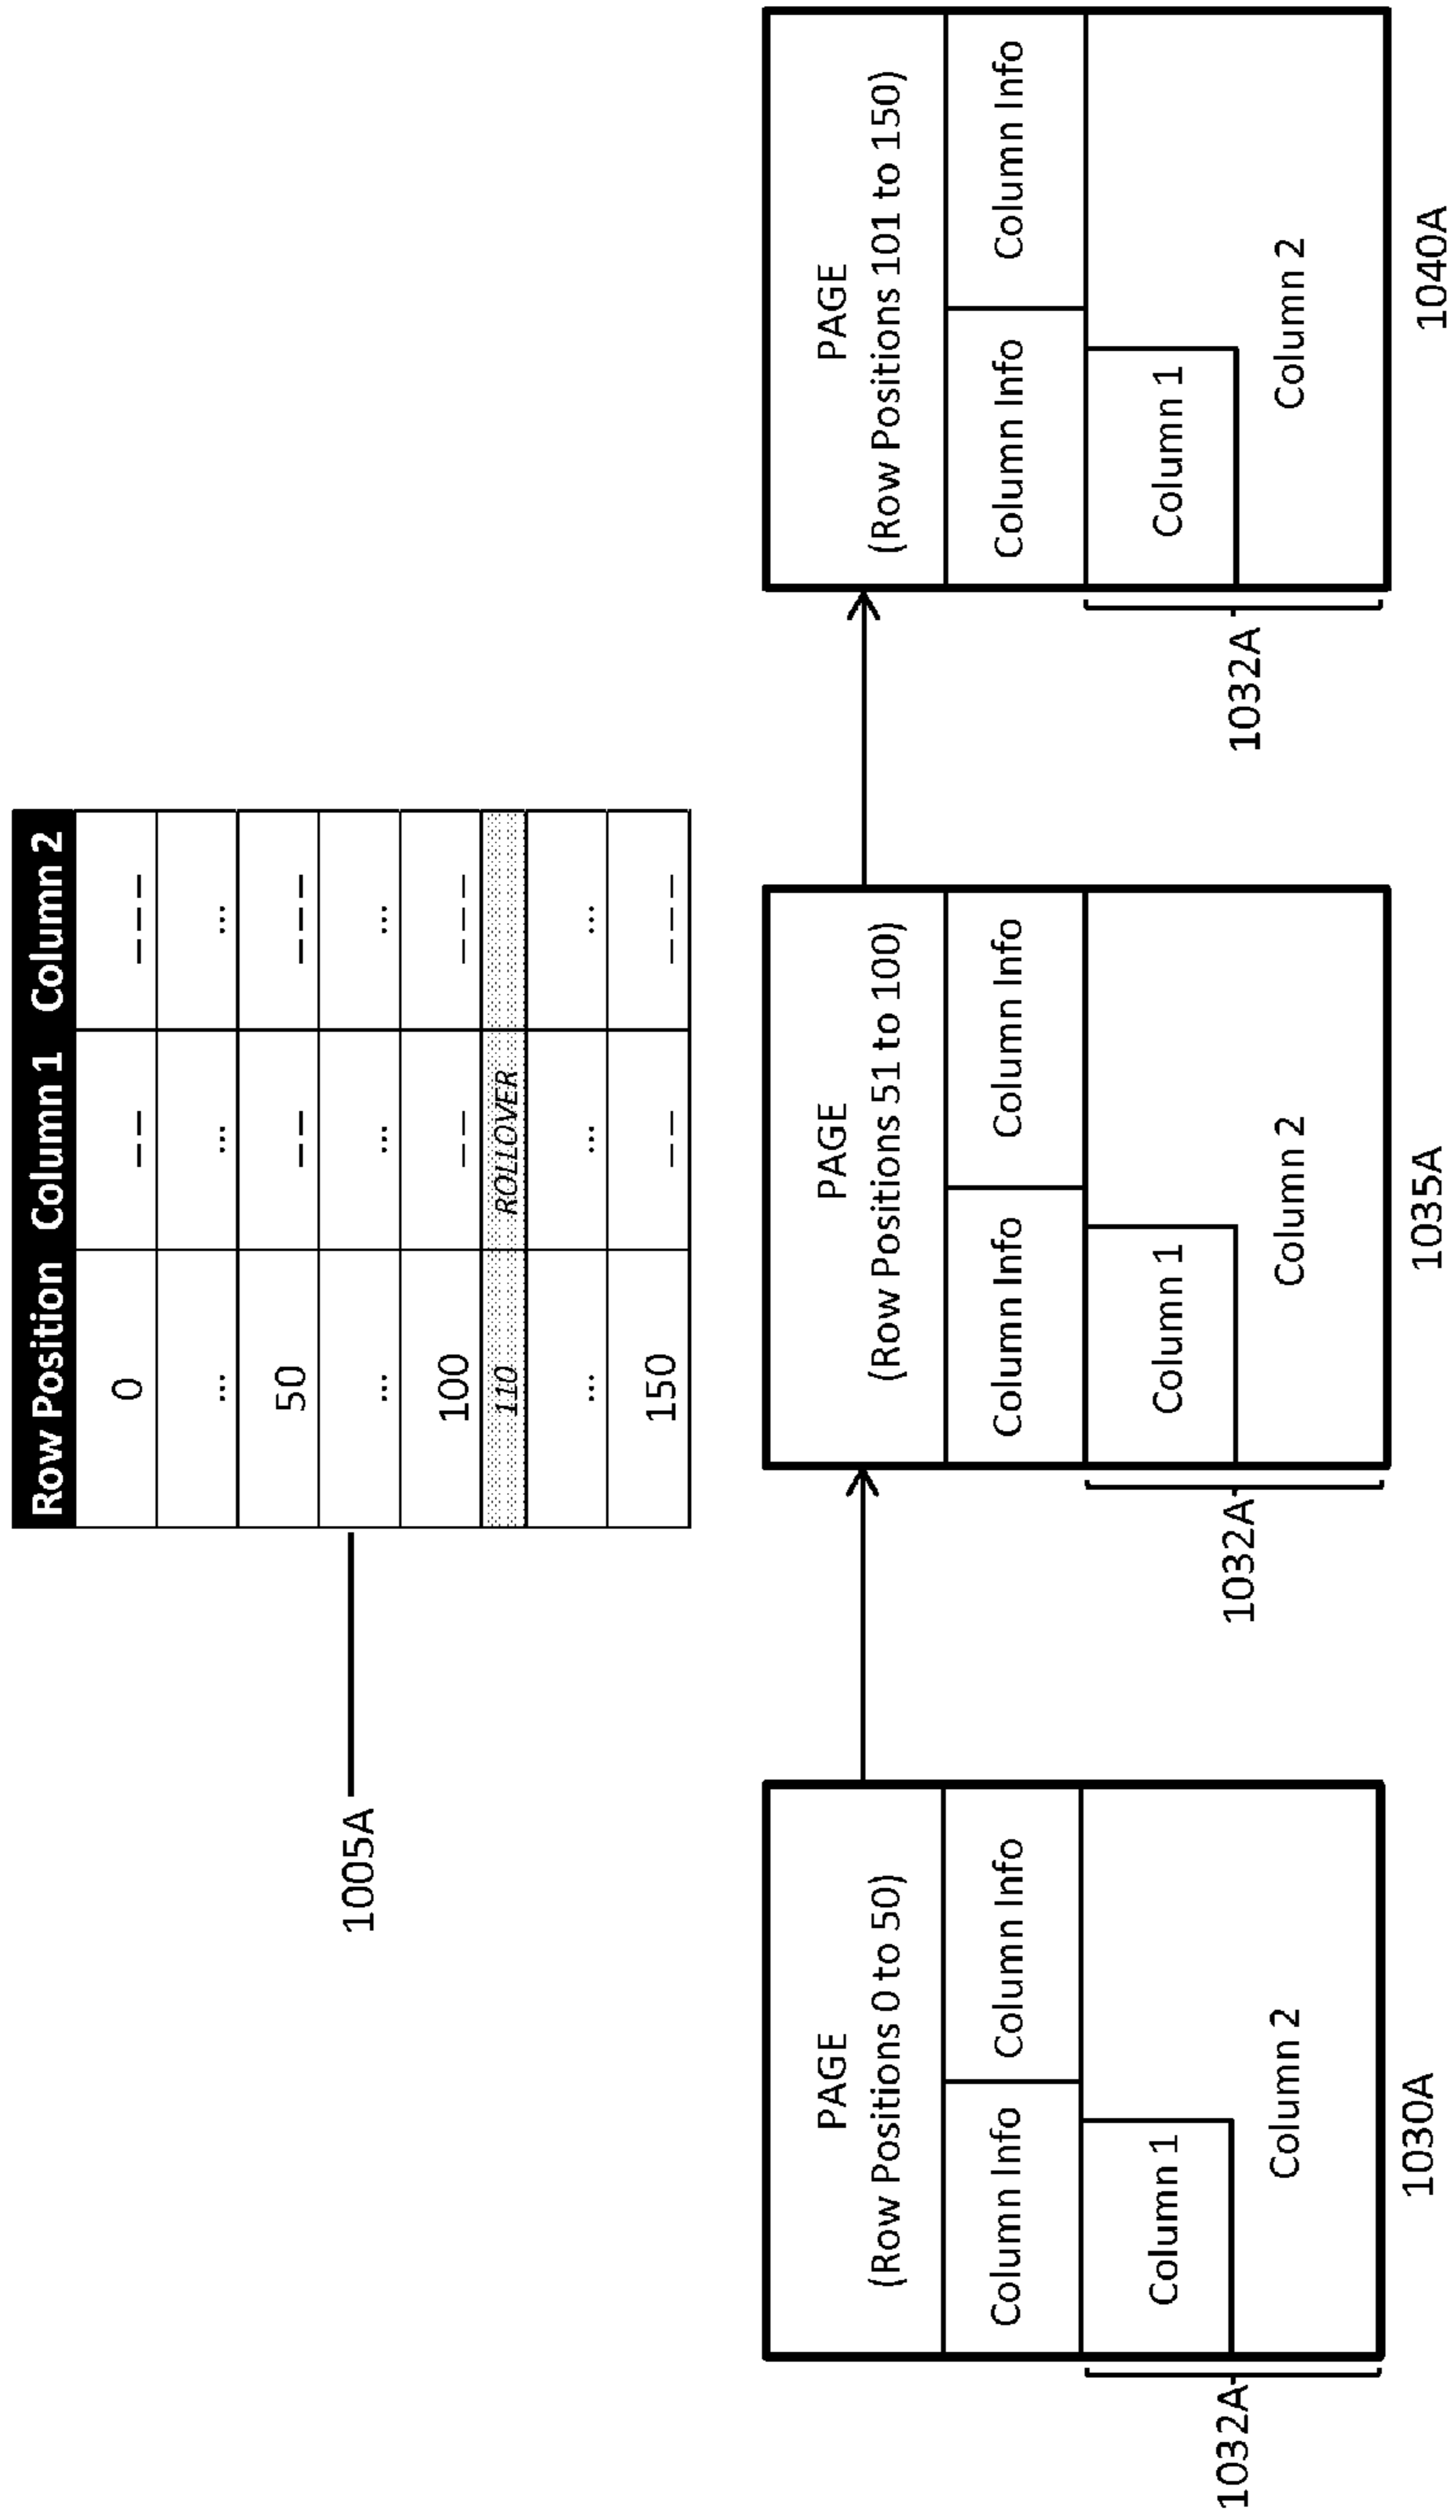 Row Position Column 1 Column 2
0 -- ---
... ... ...
50 -- ---
... ... ...
100 -- ---
110 ROLLOVER
... ... ...
150 -- ---
1005A
PAGE
(Row Positions 0 to 50)
Column Info Column Info
Column 1
Column 2
1032A
1030A
PAGE
(Row Positions 51 to 100)
Column Info Column Info
Column 1
Column 2
1032A
1035A
PAGE
(Row Positions 101 to 150)
Column Info Column Info
Column 1
Column 2
1032A
1040A